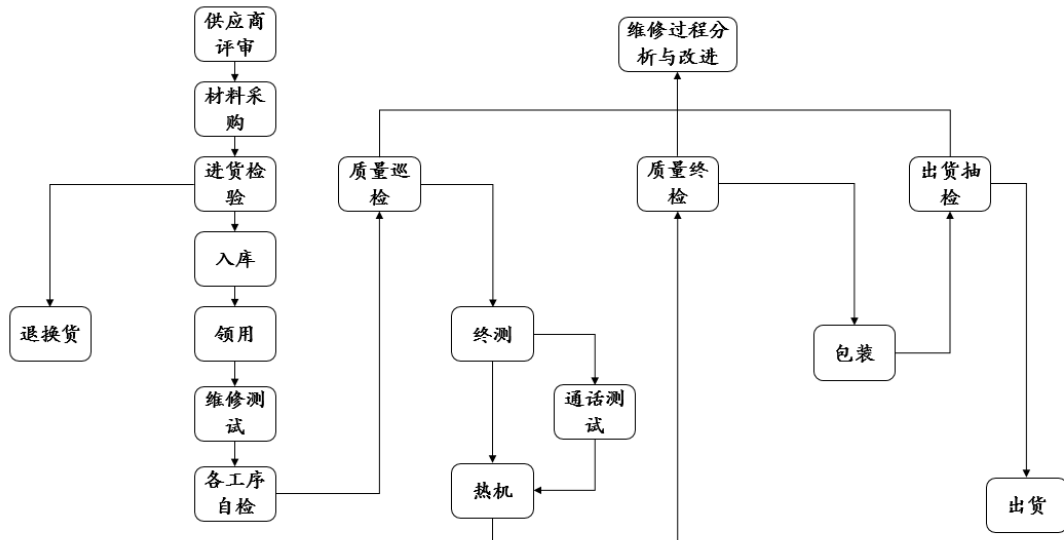 供应商
评审
材料采
购
进货检
验
入库
退换货
领用
维修测
试
各工序
自检
质量巡
检
终测
通话测
试
热机
维修过程分
析与改进
质量终
检
包装
出货抽
检
出货